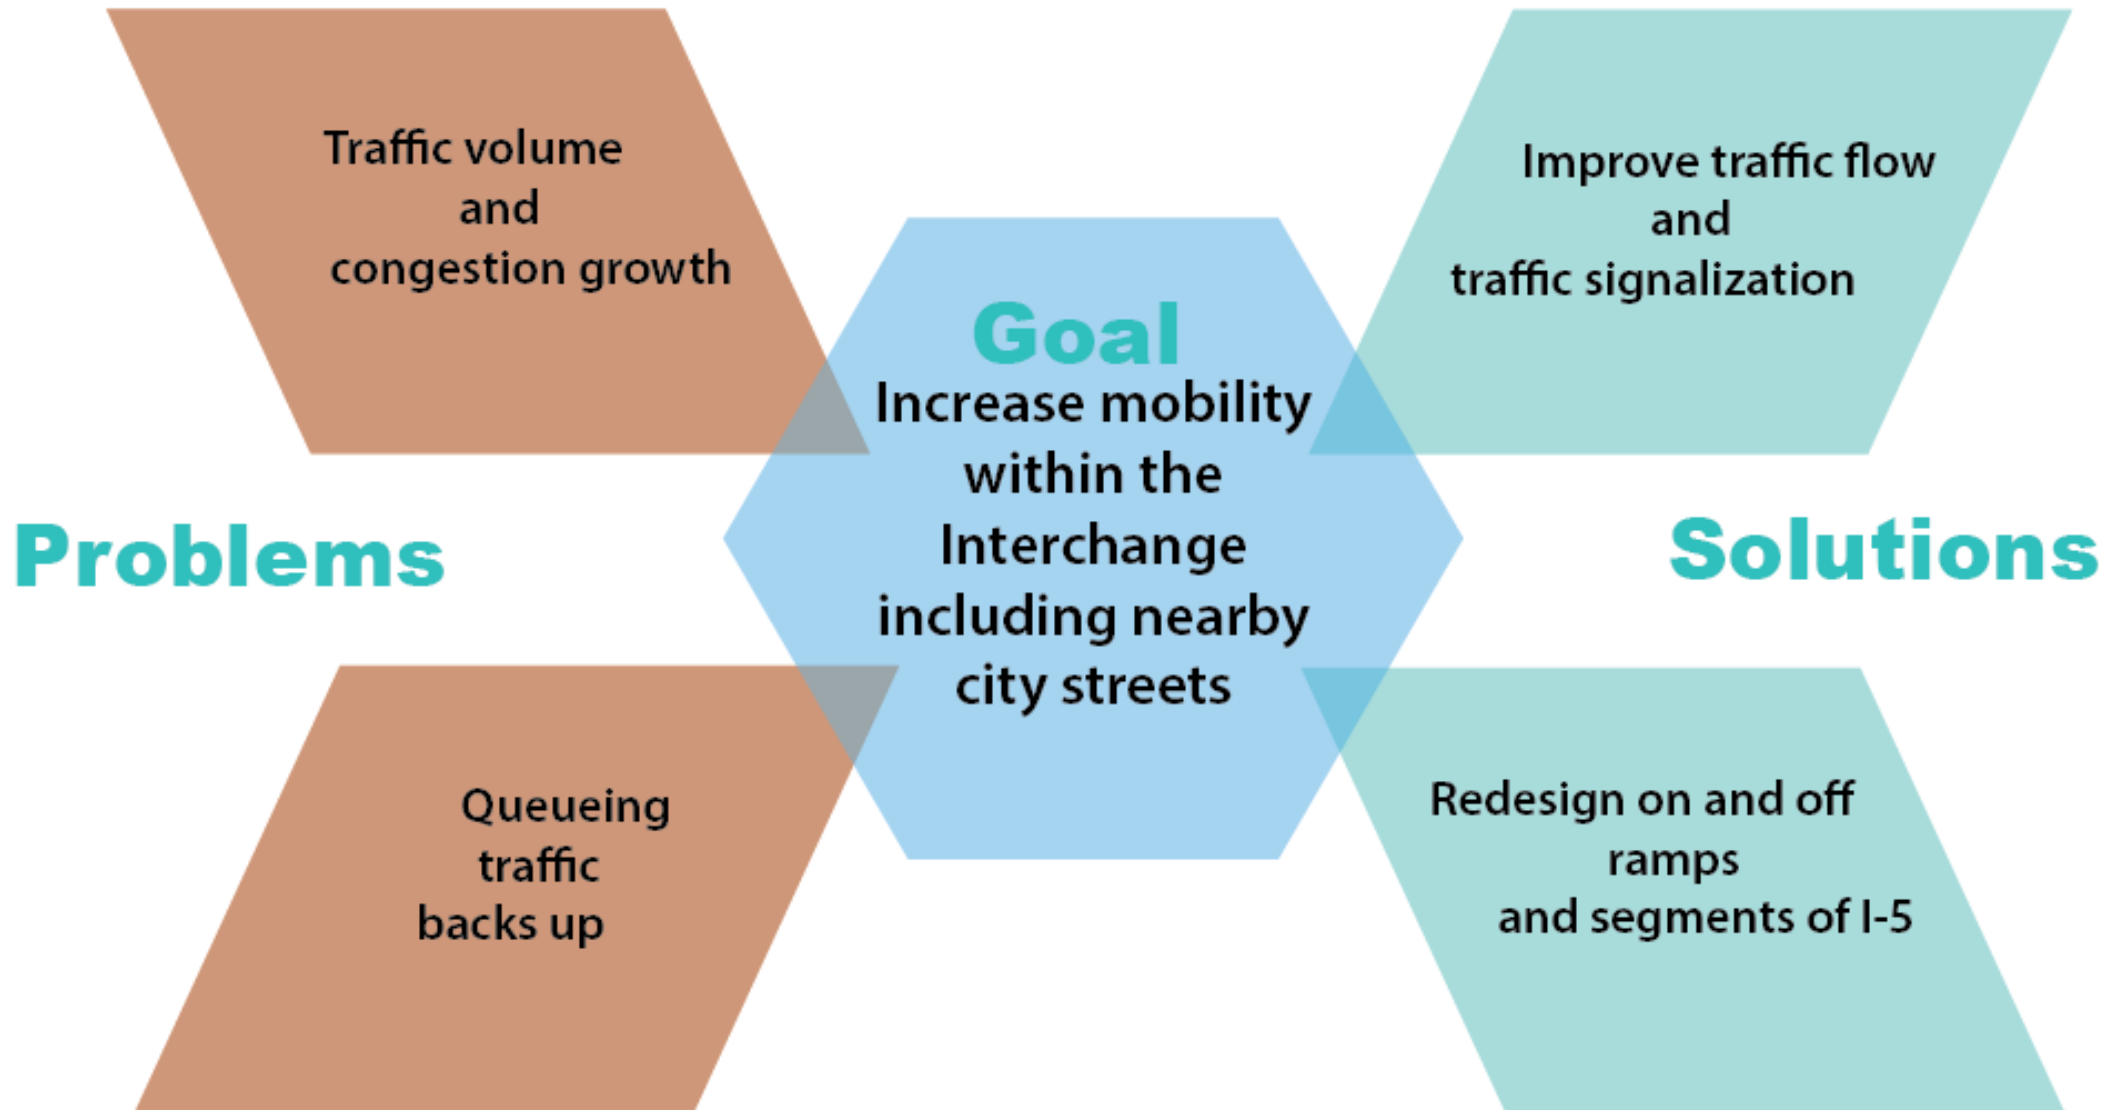 Traffic volume
and
congestion growth
Problems
Queueing
traffic
backs up
Goal
Increase mobility
within the
Interchange
including nearby
city streets
Improve traffic flow
and
traffic signalization
Solutions
Redesign on and off
ramps
and segments of I-5